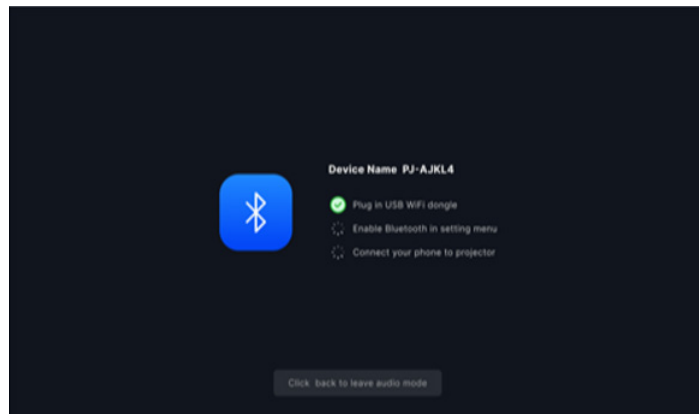 Device Name PJ-AJKL4
Plug in USB WiFi dongle
Enable Bluetooth in setting menu
Connect your phone to projector
Click back to leave audio mode